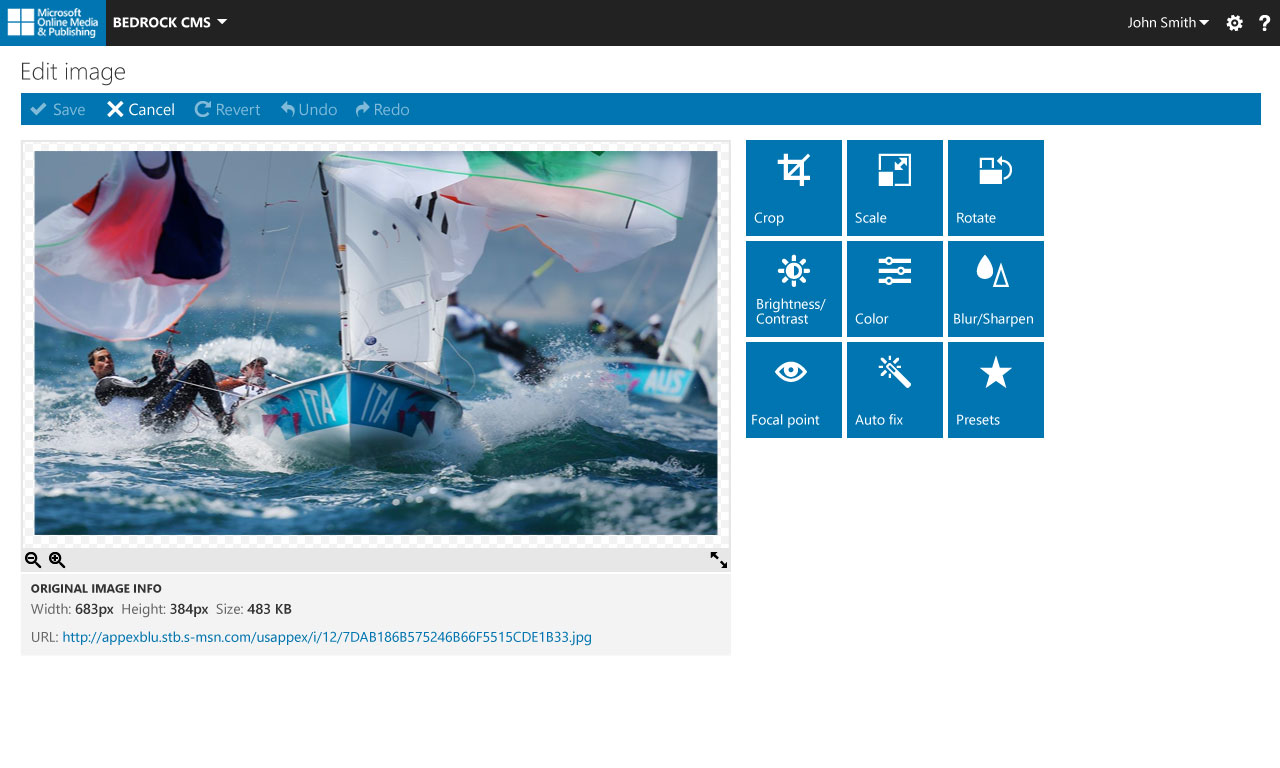 Microsoft
Online Media
& Publishing
BEDROCK CMS
John Smith
?
Edit image
Save Cancel Revert Undo Redo
ITA ITA
AUS
Crop Scale Rotate
Brightness/
Contrast Color Blur/Sharpen
Focal point Auto fix Presets
ORIGINAL IMAGE INFO
Width: 683px Height: 384px Size: 483 KB
URL: http://appexblu.stb.s-msn.com/usappex/i/12/7DAB186B575246B66F5515CDE1B33.jpg